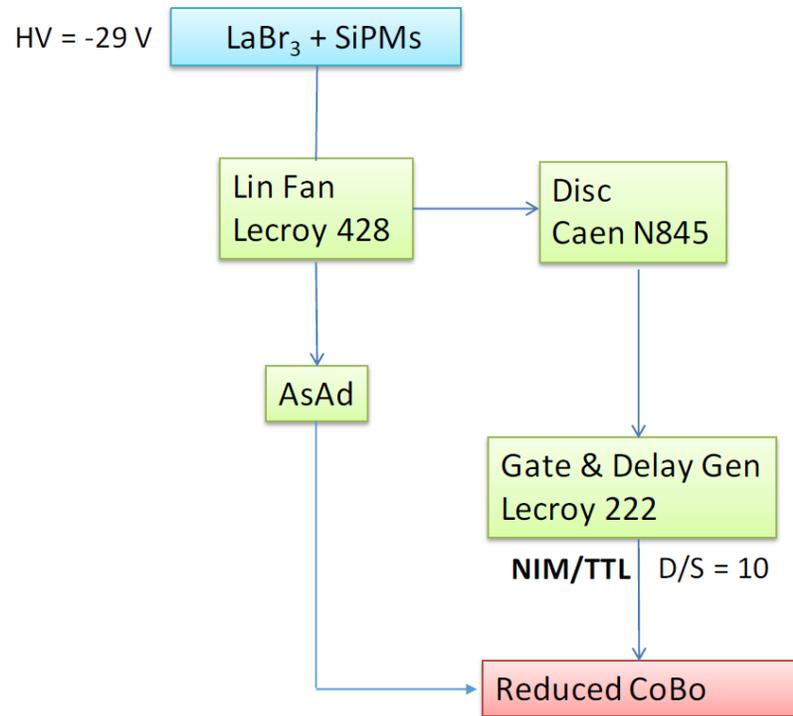 HV = -29 V
LaBr₃ + SiPMs
Lin Fan
Lecroy 428
Disc
Caen N845
AsAd
Gate & Delay Gen
Lecroy 222
NIM/TTL D/S = 10
Reduced CoBo